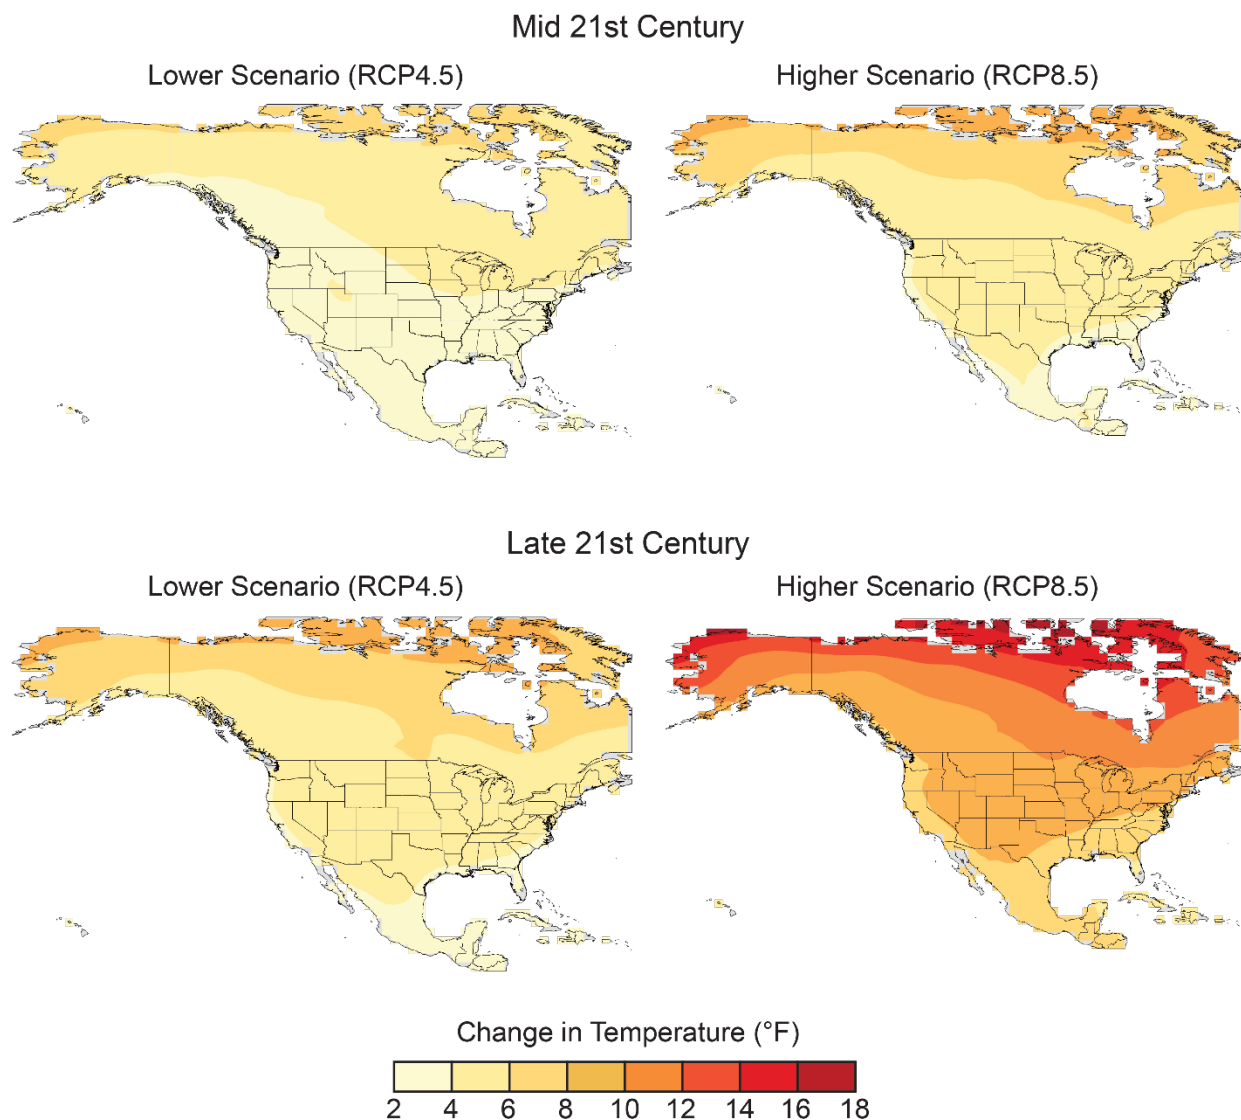 Mid 21st Century
Lower Scenario (RCP4.5)
Higher Scenario (RCP8.5)
Late 21st Century
Lower Scenario (RCP4.5)
Higher Scenario (RCP8.5)
Change in Temperature (°F)
2 4 6 8 10 12 14 16 18